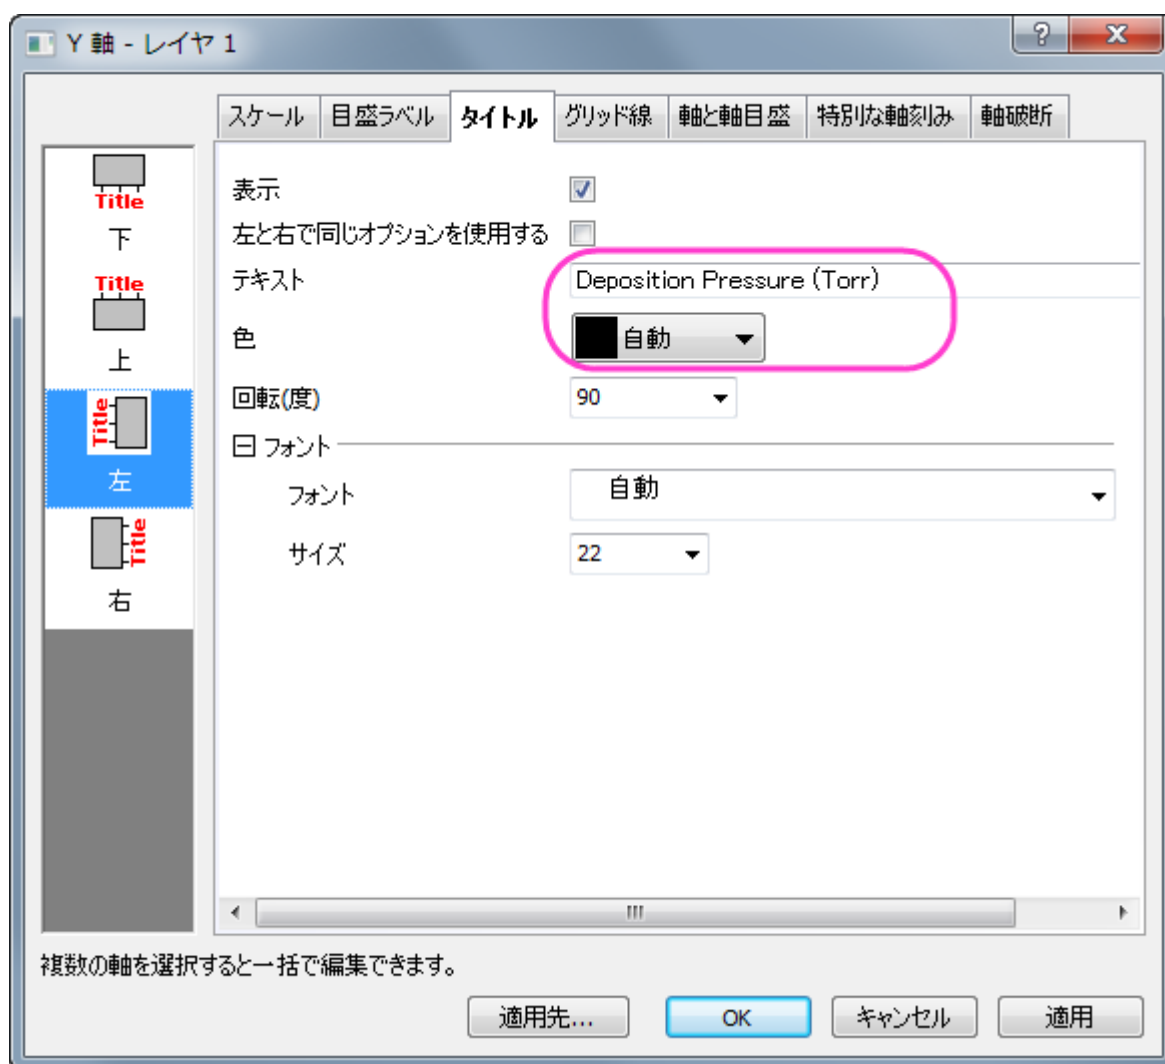 Y 軸 - レイヤ 1
スケール 目盛ラベル タイトル グリッド線 軸と軸目盛 特別な軸刻み 軸破断
Title
下
Title
上
Title
左
Title
右
表示
左と右で同じオプションを使用する
テキスト Deposition Pressure (Torr)
色 自動
回転(度) 90
フォント
フォント 自動
サイズ 22
複数の軸を選択すると一括で編集できます。
適用先... OK キャンセル 適用